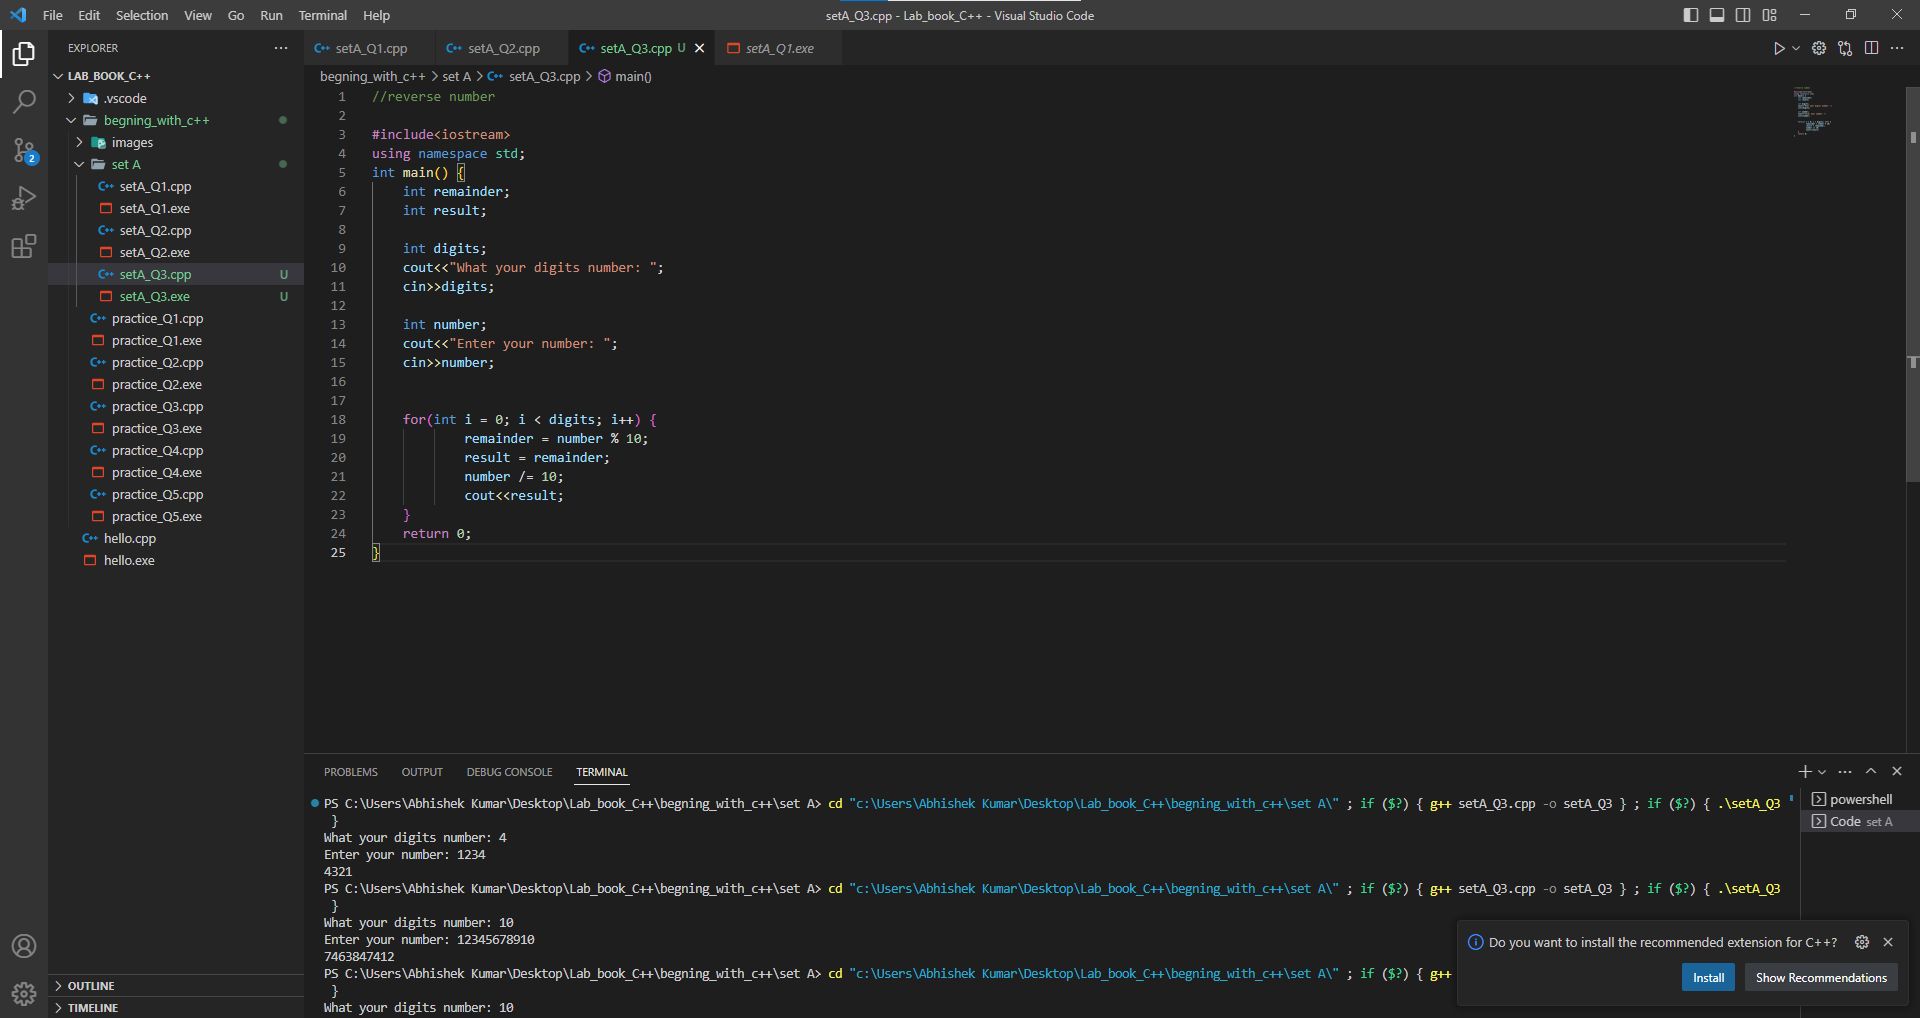 File Edit Selection View Go Run Terminal Help
setA_Q3.cpp - Lab_book_C++ - Visual Studio Code
EXPLORER
LAB_BOOK_C++
.vscode
begning_with_c++
images
set A
setA_Q1.cpp
setA_Q1.exe
setA_Q2.cpp
setA_Q2.exe
setA_Q3.cpp U
setA_Q3.exe U
practice_Q1.cpp
practice_Q1.exe
practice_Q2.cpp
practice_Q2.exe
practice_Q3.cpp
practice_Q3.exe
practice_Q4.cpp
practice_Q4.exe
practice_Q5.cpp
practice_Q5.exe
hello.cpp
hello.exe
OUTLINE
TIMELINE
2
setA_Q1.cpp setA_Q2.cpp setA_Q3.cpp U setA_Q1.exe
begning_with_c++ > set A > setA_Q3.cpp > main()
1 //reverse number
2
3 #include<iostream>
4 using namespace std;
5 int main() {
6 int remainder;
7 int result;
8
9 int digits;
10 cout<<"What your digits number: ";
11 cin>>digits;
12
13 int number;
14 cout<<"Enter your number: ";
15 cin>>number;
16
17
18 for(int i = 0; i < digits; i++) {
19 remainder = number % 10;
20 result = remainder;
21 number /= 10;
22 cout<<result;
23 }
24 return 0;
25 }
PROBLEMS OUTPUT DEBUG CONSOLE TERMINAL
PS C:\Users\Abhishek Kumar\Desktop\Lab_book_C++\begning_with_c++\set A> cd "c:\Users\Abhishek Kumar\Desktop\Lab_book_C++\begning_with_c++\set A\" ; if ($?) { g++ setA_Q3.cpp -o setA_Q3 } ; if ($?) { .\setA_Q3
}
What your digits number: 4
Enter your number: 1234
4321
PS C:\Users\Abhishek Kumar\Desktop\Lab_book_C++\begning_with_c++\set A> cd "c:\Users\Abhishek Kumar\Desktop\Lab_book_C++\begning_with_c++\set A\" ; if ($?) { g++ setA_Q3.cpp -o setA_Q3 } ; if ($?) { .\setA_Q3
}
What your digits number: 10
Enter your number: 12345678910
7463847412
PS C:\Users\Abhishek Kumar\Desktop\Lab_book_C++\begning_with_c++\set A> cd "c:\Users\Abhishek Kumar\Desktop\Lab_book_C++\begning_with_c++\set A\" ; if ($?) { g++
}
What your digits number: 10
powershell
Code set A
Do you want to install the recommended extension for C++?
Install Show Recommendations